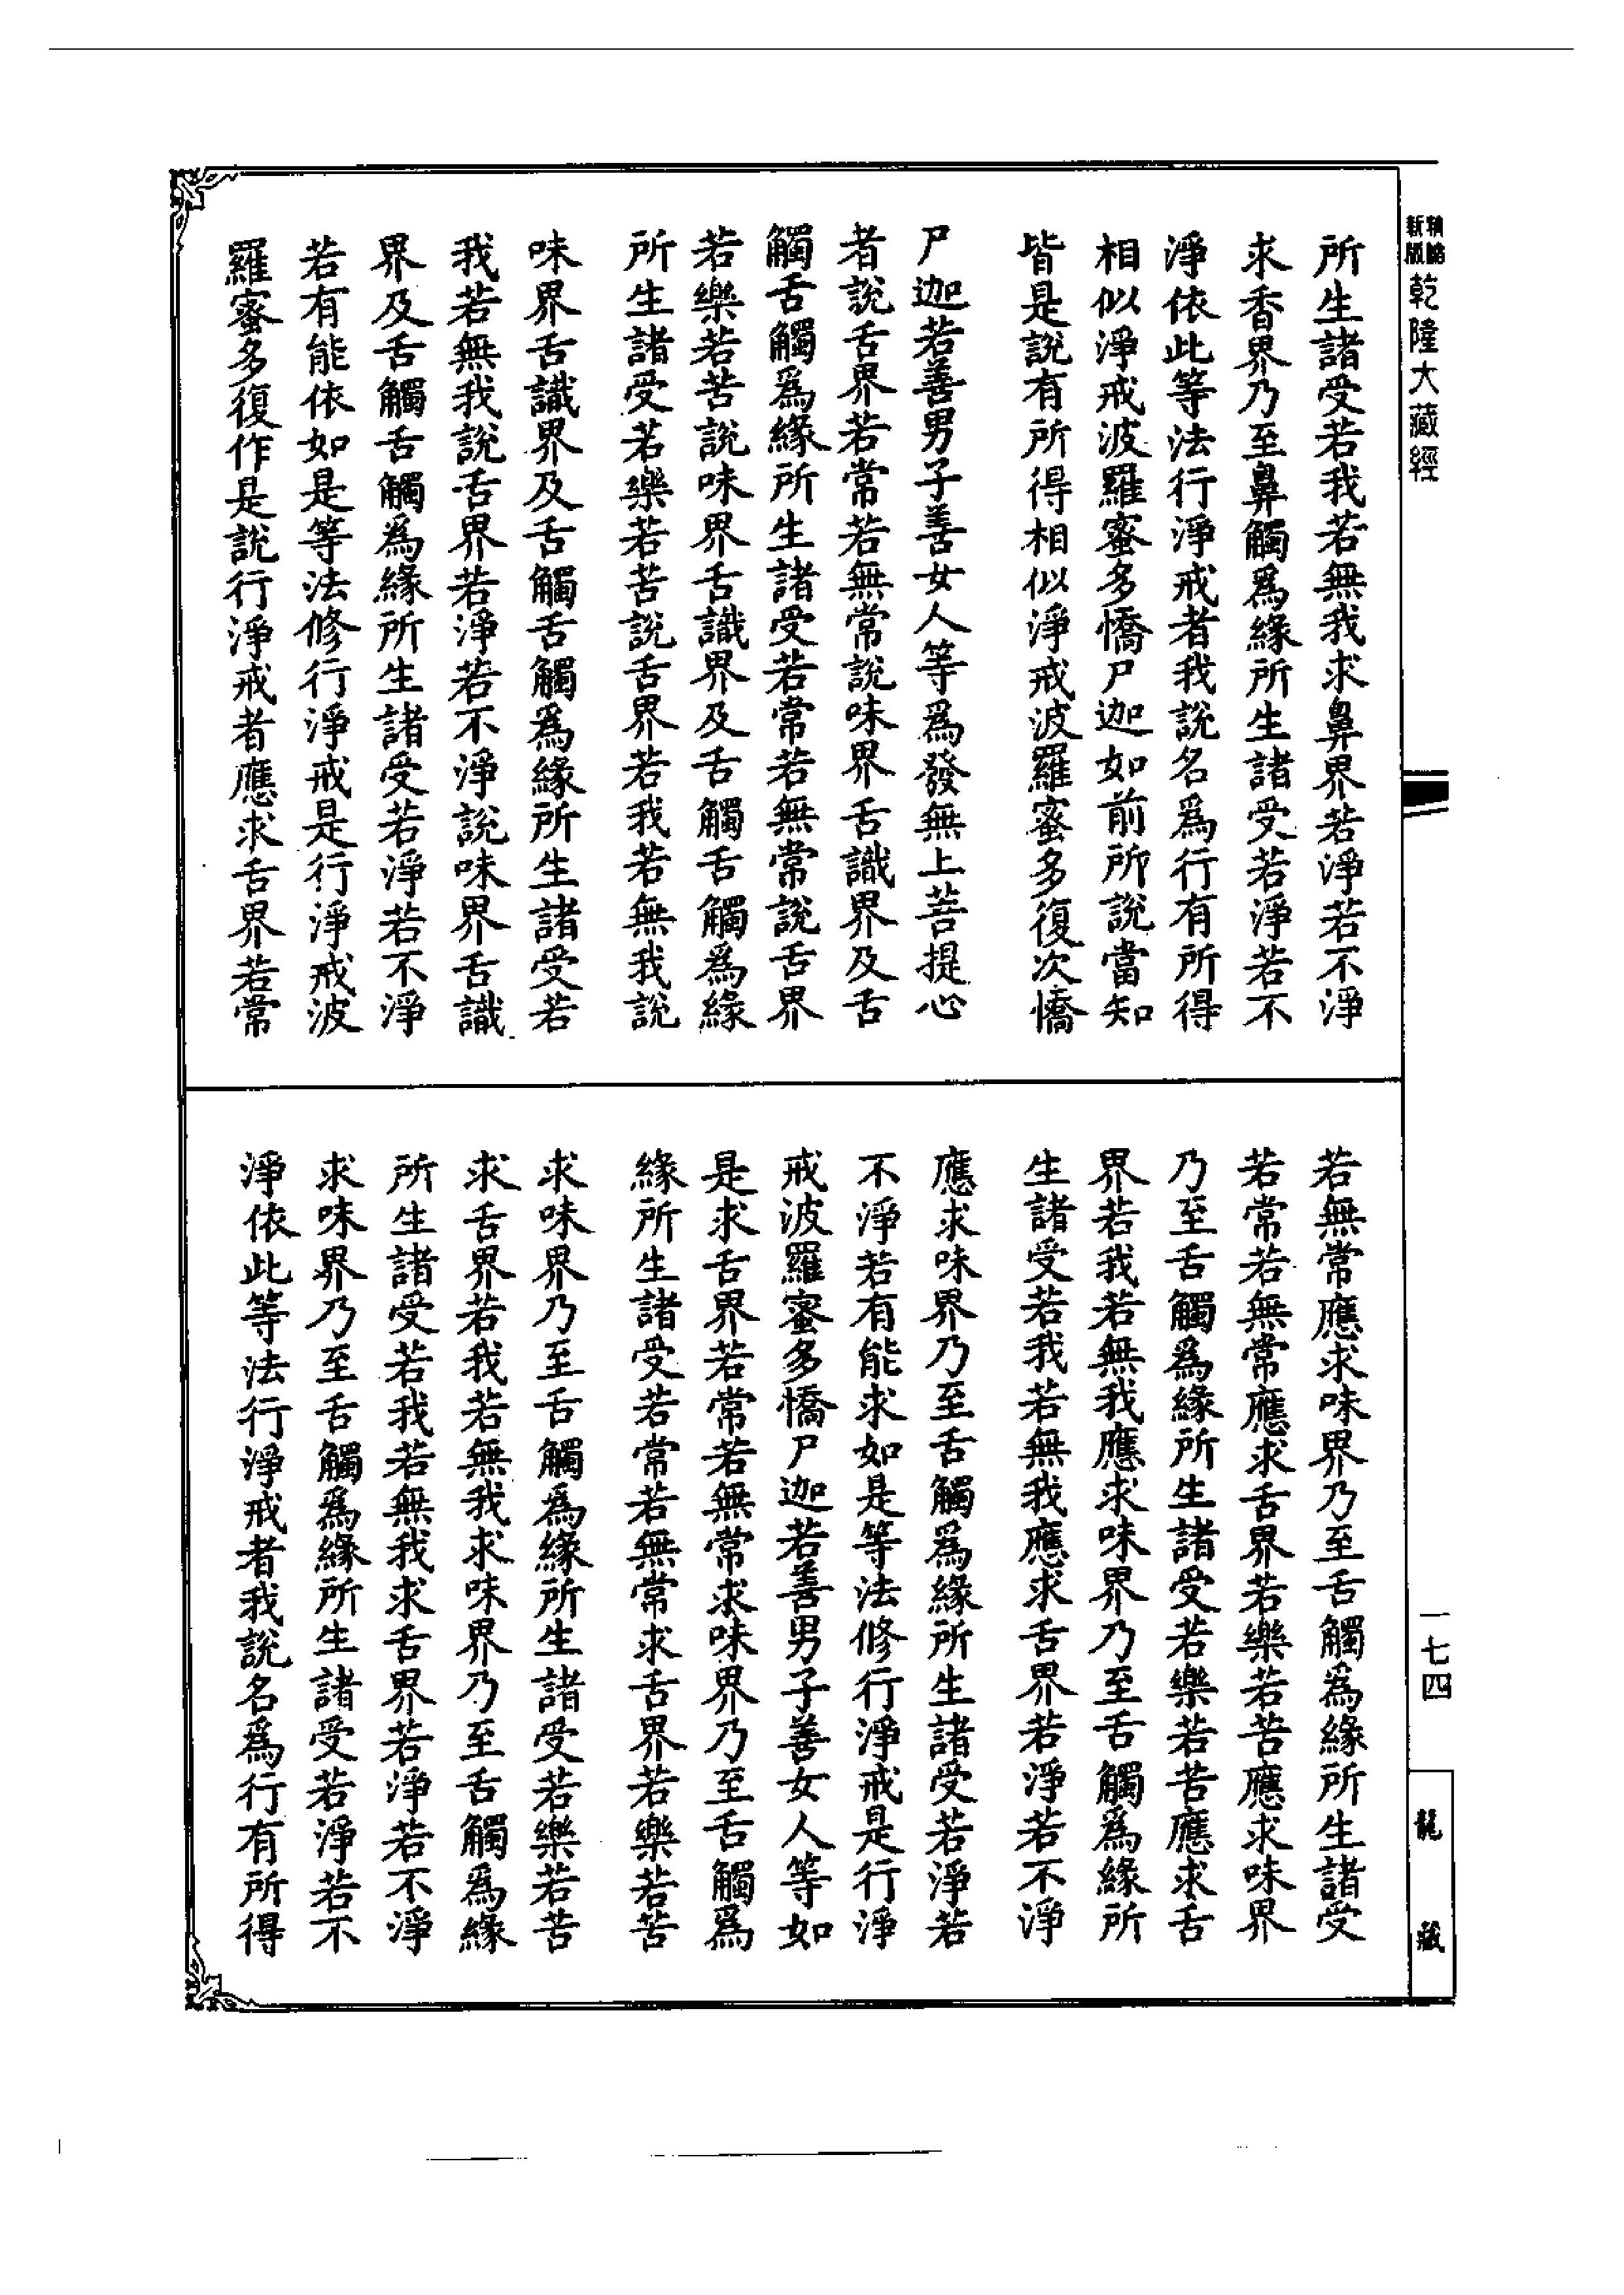 新版
精縮
乾隆大藏經
所生諸受若我若無我求鼻界若淨若不淨
求香界乃至鼻觸爲緣所生諸受若淨若不
淨依此等法行淨戒者我說名爲行有所得
相似淨戒波羅蜜多憍尸迦如前所說當知
皆是說有所得相似淨戒波羅蜜多復次憍
尸迦若善男子善女人等爲發無上菩提心
者說舌界若常若無常說味界舌識界及舌
觸舌觸爲緣所生諸受若常若無常說舌界
若樂若苦說味界舌識界及舌觸舌觸爲緣
所生諸受若樂若苦說舌界若我若無我說
味界舌識界及舌觸舌觸爲緣所生諸受若
我若無我說舌界若淨若不淨說味界舌識
界及舌觸舌觸爲緣所生諸受若淨若不淨
若有能依如是等法修行淨戒是行淨戒波
羅蜜多復作是說行淨戒者應求舌界若常
若無常應求味界乃至舌觸爲緣所生諸受
若常若無常應求舌界若樂若苦應求味界
乃至舌觸爲緣所生諸受若樂若苦應求舌
界若我若無我應求味界乃至舌觸爲緣所
生諸受若我若無我應求舌界若淨若不淨
應求味界乃至舌觸爲緣所生諸受若淨若
不淨若有能求如是等法修行淨戒是行淨
戒波羅蜜多憍尸迦若善男子善女人等如
是求舌界若常若無常求味界乃至舌觸爲
緣所生諸受若常若無常求舌界若樂若苦
求味界乃至舌觸爲緣所生諸受若樂若苦
求舌界若我若無我求味界乃至舌觸爲緣
所生諸受若我若無我求舌界若淨若不淨
求味界乃至舌觸爲緣所生諸受若淨若不
淨依此等法行淨戒者我說名爲行有所得
一七四
龍藏